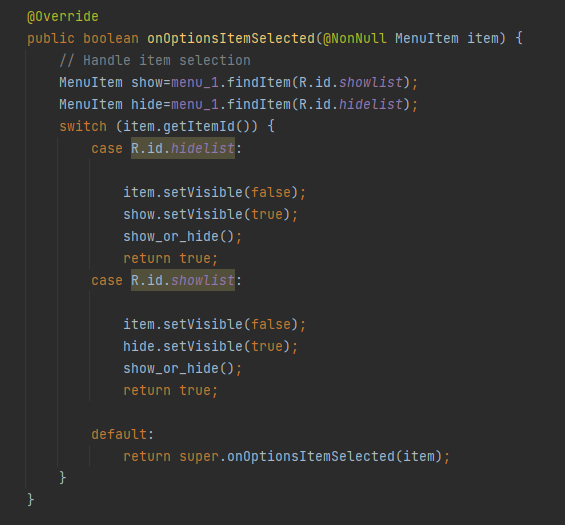 @Override
public boolean onOptionsItemSelected(@NonNull MenuItem item) {
// Handle item selection
MenuItem show=menu_1.findItem(R.id.showlist);
MenuItem hide=menu_1.findItem(R.id.hidelist);
switch (item.getItemId()) {
case R.id.hidelist:
item.setVisible(false);
show.setVisible(true);
show_or_hide();
return true;
case R.id.showlist:
item.setVisible(false);
hide.setVisible(true);
show_or_hide();
return true;
default:
return super.onOptionsItemSelected(item);
}
}